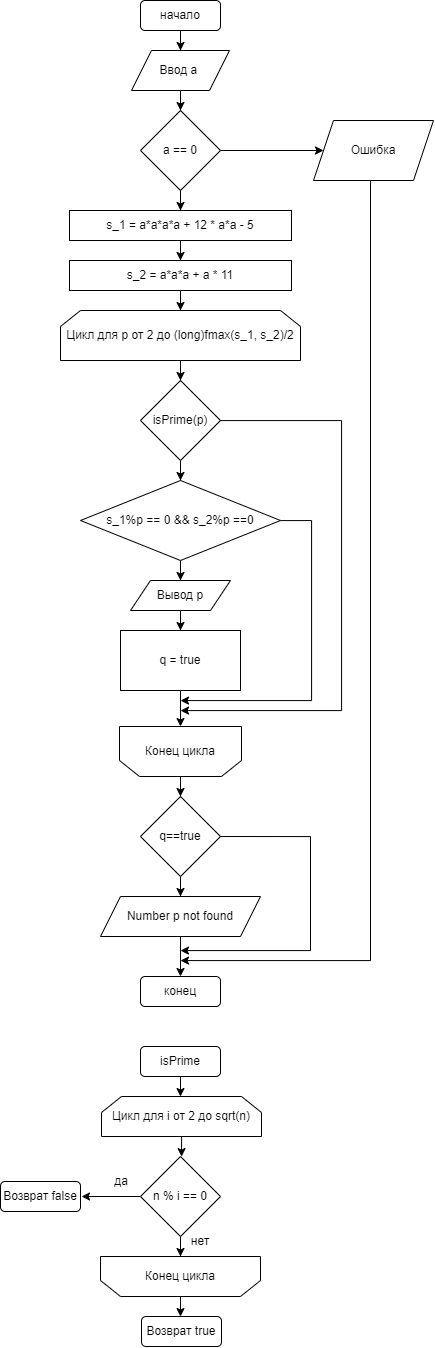 начало
Ввод a
a == 0
Ошибка
s_1 = a*a*a*a + 12 * a*a - 5
s_2 = a*a*a + a * 11
Цикл для p от 2 до (long)fmax(s_1, s_2)/2
isPrime(p)
s_1%p == 0 && s_2%p ==0
Вывод p
q = true
Конец цикла
q==true
Number p not found
конец
isPrime
Цикл для i от 2 до sqrt(n)
n % i == 0
да
Возврат false
нет
Конец цикла
Возврат true